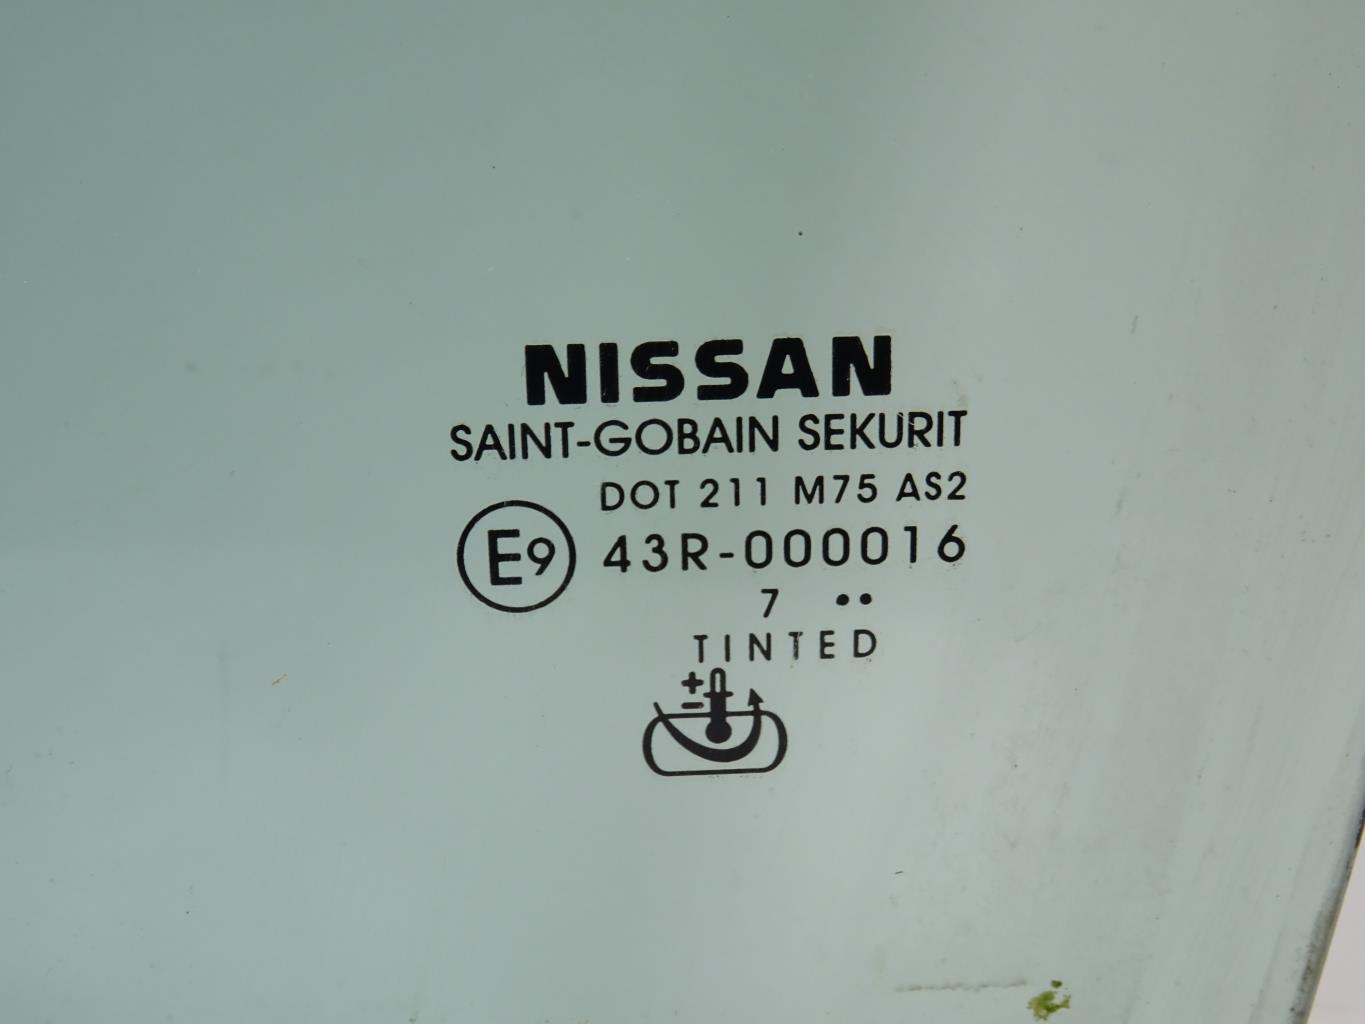 NISSAN
SAINT-GOBAIN SEKURIT
DOT 211 M75 AS2
E9 43R-000016
7 ••
TINTED
+
−